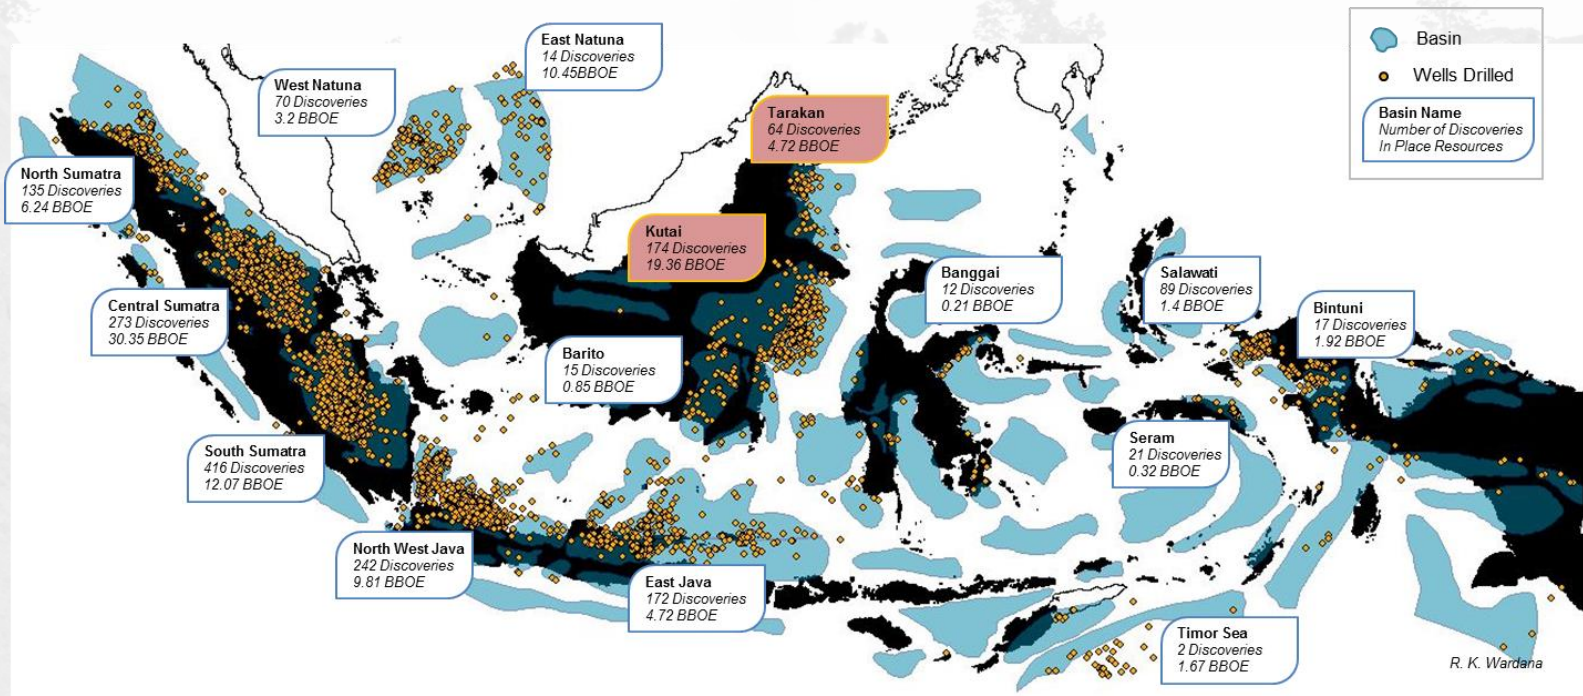 East Natuna
14 Discoveries
10.45BBOE
West Natuna
70 Discoveries
3.2 BBOE
Tarakan
64 Discoveries
4.72 BBOE
Basin
Wells Drilled
Basin Name
Number of Discoveries
In Place Resources
North Sumatra
135 Discoveries
6.24 BBOE
Kutai
174 Discoveries
19.36 BBOE
Banggai
12 Discoveries
0.21 BBOE
Salawati
89 Discoveries
1.4 BBOE
Central Sumatra
273 Discoveries
30.35 BBOE
Bintuni
17 Discoveries
1.92 BBOE
Barito
15 Discoveries
0.85 BBOE
South Sumatra
416 Discoveries
12.07 BBOE
Seram
21 Discoveries
0.32 BBOE
North West Java
242 Discoveries
9.81 BBOE
East Java
172 Discoveries
4.72 BBOE
Timor Sea
2 Discoveries
1.67 BBOE
R. K. Wardana